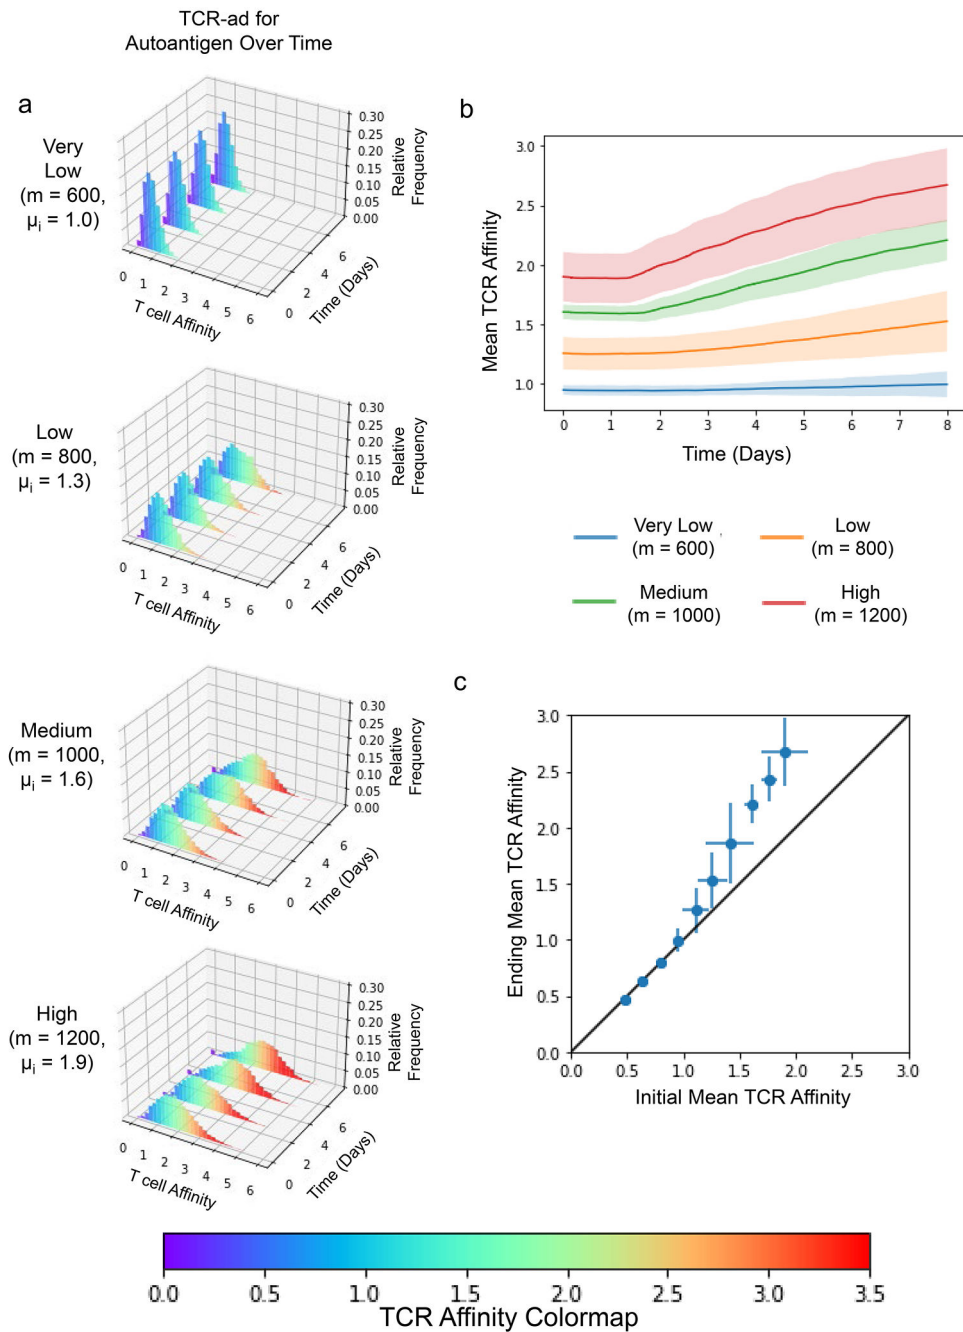 TCR-ad for
Autoantigen Over Time
a
Very
Low
(m = 600,
μi = 1.0)
0.30
0.25
0.20
0.15
0.10
0.05
0.00
Relative
Frequency
0 1 2 3 4 5 6
T cell Affinity
0 2 4 6
Time (Days)
Low
(m = 800,
μi = 1.3)
0.30
0.25
0.20
0.15
0.10
0.05
0.00
Relative
Frequency
0 1 2 3 4 5 6
T cell Affinity
0 2 4 6
Time (Days)
Medium
(m = 1000,
μi = 1.6)
0.30
0.25
0.20
0.15
0.10
0.05
0.00
Relative
Frequency
0 1 2 3 4 5 6
T cell Affinity
0 2 4 6
Time (Days)
High
(m = 1200,
μi = 1.9)
0.30
0.25
0.20
0.15
0.10
0.05
0.00
Relative
Frequency
0 1 2 3 4 5 6
T cell Affinity
0 2 4 6
Time (Days)
b
Mean TCR Affinity
3.0
2.5
2.0
1.5
1.0
0 1 2 3 4 5 6 7 8
Time (Days)
Very Low
(m = 600)
Low
(m = 800)
Medium
(m = 1000)
High
(m = 1200)
c
Ending Mean TCR Affinity
3.0
2.5
2.0
1.5
1.0
0.5
0.0
0.0 0.5 1.0 1.5 2.0 2.5 3.0
Initial Mean TCR Affinity
0.0 0.5 1.0 1.5 2.0 2.5 3.0 3.5
TCR Affinity Colormap